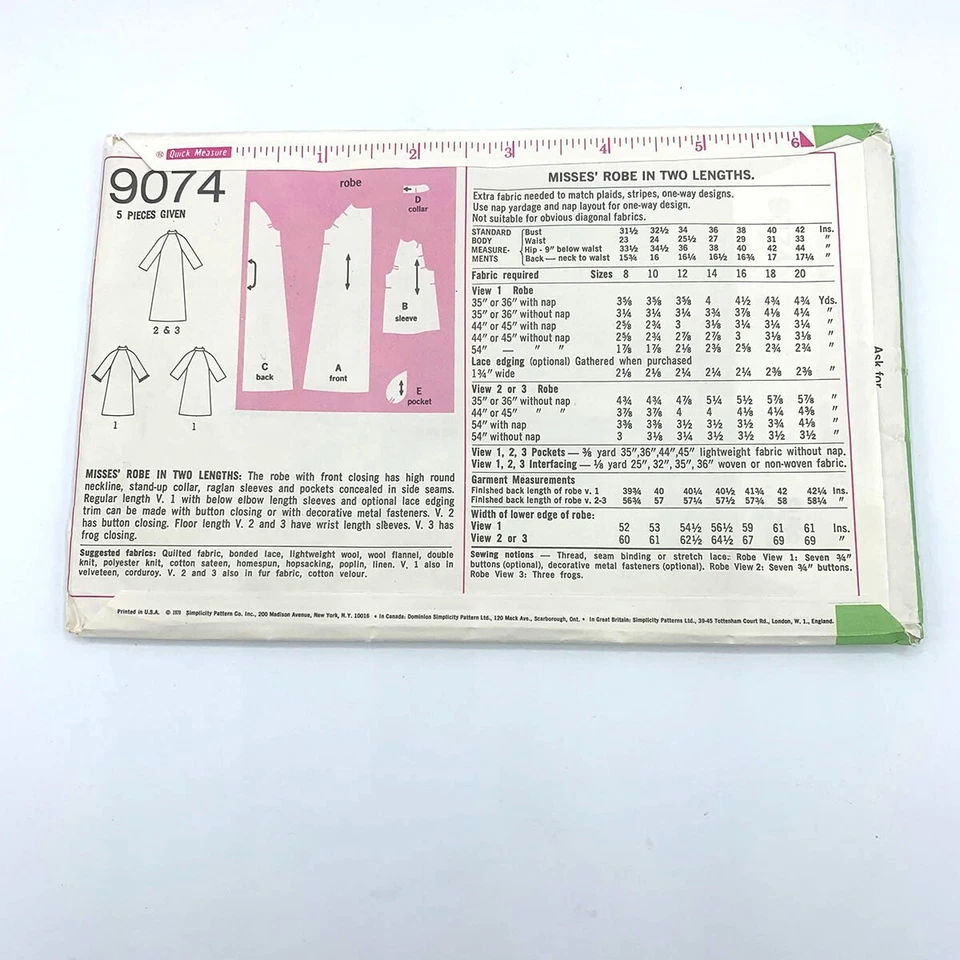 ® Quick Measure 1 2 3 4 5 6
9074
5 PIECES GIVEN
2 & 3
1 1
robe
D
collar
B
sleeve
C
back
A
front
E
pocket
MISSES' ROBE IN TWO LENGTHS: The robe with front closing has high round
neckline, stand-up collar, raglan sleeves and pockets concealed in side seams.
Regular length V. 1 with below elbow length sleeves and optional lace edging
trim can be made with button closing or with decorative metal fasteners. V. 2
has button closing. Floor length V. 2 and 3 have wrist length sleeves. V. 3 has
frog closing.
Suggested fabrics: Quilted fabric, bonded lace, lightweight wool, wool flannel, double
knit, polyester knit, cotton sateen, homespun, hopsacking, poplin, linen. V. 1 also in
velveteen, corduroy. V. 2 and 3 also in fur fabric, cotton velour.
MISSES' ROBE IN TWO LENGTHS.
Extra fabric needed to match plaids, stripes, one-way designs.
Use nap yardage and nap layout for one-way design.
Not suitable for obvious diagonal fabrics.
STANDARD Bust 31½ 32½ 34 36 38 40 42 Ins.
BODY Waist 23 24 25½ 27 29 31 33 "
MEASURE- Hip - 9" below waist 33½ 34½ 36 38 40 42 44 "
MENTS Back — neck to waist 15¾ 16 16¼ 16½ 16¾ 17 17¼ "
Fabric required Sizes 8 10 12 14 16 18 20
View 1 Robe
35" or 36" with nap 3⅝ 3⅝ 3⅝ 4 4½ 4¾ 4¾ Yds.
35" or 36" without nap 3¼ 3¼ 3¼ 3¾ 3⅞ 4⅛ 4¼ "
44" or 45" with nap 2⅝ 2¾ 3 3⅛ 3¼ 3¼ 3¼ "
44" or 45" without nap 2⅝ 2¾ 2⅞ 2⅞ 3 3⅛ 3⅛ "
54" — " " 1⅞ 1⅞ 2⅛ 2⅜ 2⅝ 2¾ 2¾ "
Lace edging (optional) Gathered when purchased
1¾" wide 2⅛ 2⅛ 2¼ 2¼ 2¼ 2⅜ 2⅜ "
View 2 or 3 Robe
35" or 36" without nap 4¾ 4¾ 4⅞ 5¼ 5½ 5⅞ 5⅞ "
44" or 45" " " 3⅞ 3⅞ 4 4 4⅛ 4¼ 4⅜ "
54" with nap 3⅜ 3⅜ 3½ 3½ 3½ 3¾ 4⅛ "
54" without nap 3 3⅛ 3¼ 3½ 3½ 3½ 3½ "
View 1, 2, 3 Pockets — ⅜ yard 35",36",44",45" lightweight fabric without nap.
View 1, 2, 3 Interfacing — ⅛ yard 25", 32", 35", 36" woven or non-woven fabric.
Garment Measurements
Finished back length of robe v. 1 39¾ 40 40¼ 40½ 41¾ 42 42¼ Ins.
Finished back length of robe v. 2-3 56¾ 57 57¼ 57½ 57¾ 58 58¼ "
Width of lower edge of robe:
View 1 52 53 54½ 56½ 59 61 61 Ins.
View 2 or 3 60 61 62½ 64½ 67 69 69 "
Sewing notions — Thread, seam binding or stretch lace: Robe View 1: Seven ¾"
buttons (optional), decorative metal fasteners (optional). Robe View 2: Seven ¾" buttons.
Robe View 3: Three frogs.
Ask for
Printed in U.S.A. © 1970 Simplicity Pattern Co. Inc., 200 Madison Avenue, New York, N.Y. 10016 • In Canada: Dominion Simplicity Pattern Ltd., 120 Mack Ave., Scarborough, Ont. • In Great Britain: Simplicity Patterns Ltd., 39-45 Tottenham Court Rd., London, W. 1., England.